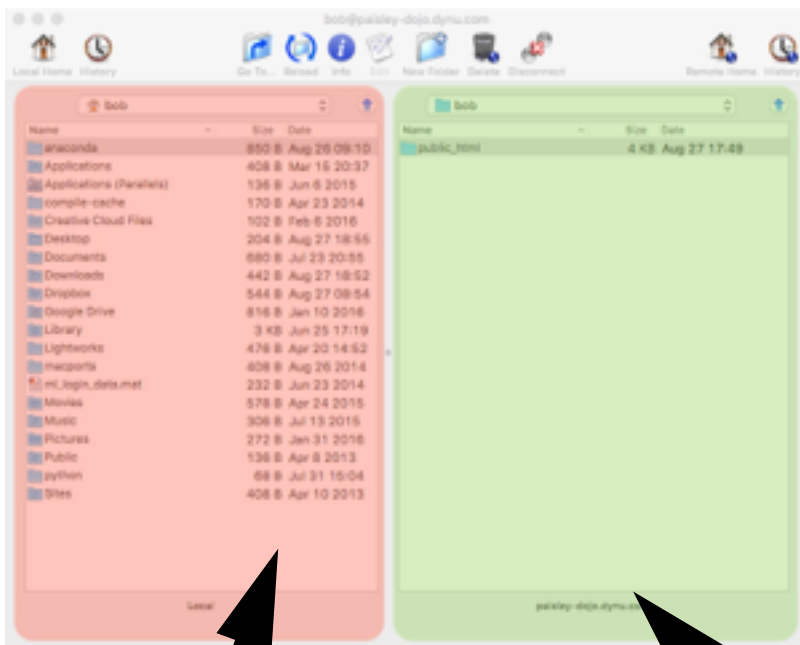 bob@paisley-dojo.dynu.com
Local Home History Go To... Reload Info Edit New Folder Delete Disconnect Remote Home History
bob bob
Name Size Date Name Size Date
anaconda 850 B Aug 26 09:10 public_html 4 KB Aug 27 17:49
Applications 408 B Mar 15 20:37
Applications (Parallels) 136 B Jun 6 2015
compile-cache 170 B Apr 23 2014
Creative Cloud Files 102 B Feb 6 2016
Desktop 204 B Aug 27 18:55
Documents 680 B Jul 23 20:55
Downloads 442 B Aug 27 18:52
Dropbox 544 B Aug 27 08:54
Google Drive 816 B Jan 10 2016
Library 3 KB Jun 25 17:19
Lightworks 476 B Apr 20 14:52
macports 408 B Aug 26 2014
ml_login_data.mat 232 B Jun 23 2014
Movies 578 B Apr 24 2015
Music 306 B Jul 13 2015
Pictures 272 B Jan 31 2016
Public 136 B Apr 8 2013
python 68 B Jul 31 15:04
Sites 408 B Apr 10 2013
Local paisley-dojo.dynu.co